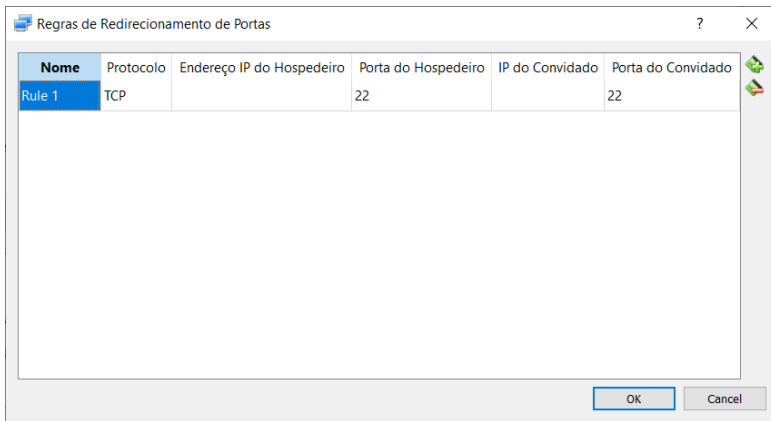 Regras de Redirecionamento de Portas ?
Nome Protocolo Endereço IP do Hospedeiro Porta do Hospedeiro IP do Convidado Porta do Convidado
Rule 1 TCP 22 22
OK Cancel